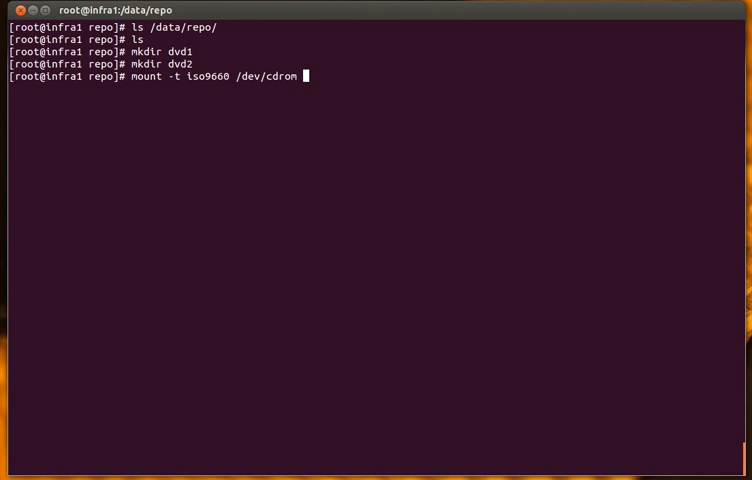 root@infra1:/data/repo
[root@infra1 repo]# ls /data/repo/
[root@infra1 repo]# ls
[root@infra1 repo]# mkdir dvd1
[root@infra1 repo]# mkdir dvd2
[root@infra1 repo]# mount -t iso9660 /dev/cdrom